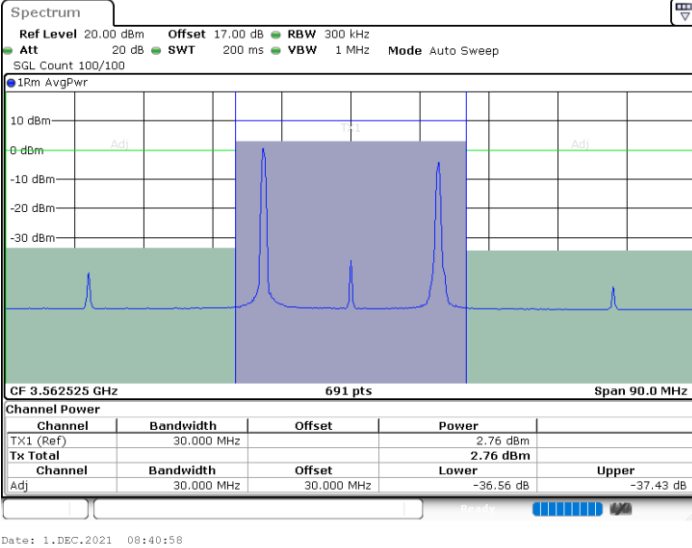 Spectrum
Ref Level 20.00 dBm Offset 17.00 dB RBW 300 kHz
Att 20 dB SWT 200 ms VBW 1 MHz Mode Auto Sweep
SGL Count 100/100
1Rm AvgPwr
10 dBm
TX1
Adj
Adj
0 dBm
-10 dBm
-20 dBm
-30 dBm
CF 3.562525 GHz 691 pts Span 90.0 MHz
Channel Power
Channel Bandwidth Offset Power
TX1 (Ref) 30.000 MHz 2.76 dBm
Tx Total 2.76 dBm
Channel Bandwidth Offset Lower Upper
Adj 30.000 MHz 30.000 MHz -36.56 dB -37.43 dB
Ready
Date: 1.DEC.2021 08:40:58